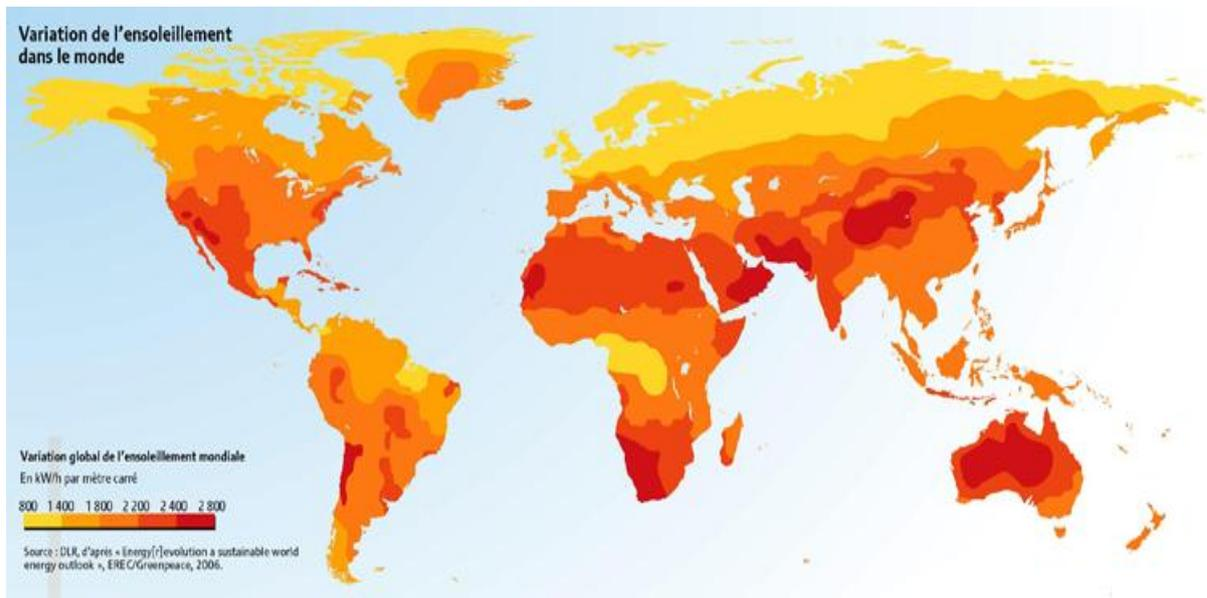 Variation de l'ensoleillement
dans le monde
Variation global de l'ensoleillement mondiale
En kW/h par mètre carré
800 1 400 1 800 2 200 2 400 2 800
Source : DLR, d'après « Energy[r]evolution a sustainable world
energy outlook », EREC/Greenpeace, 2006.